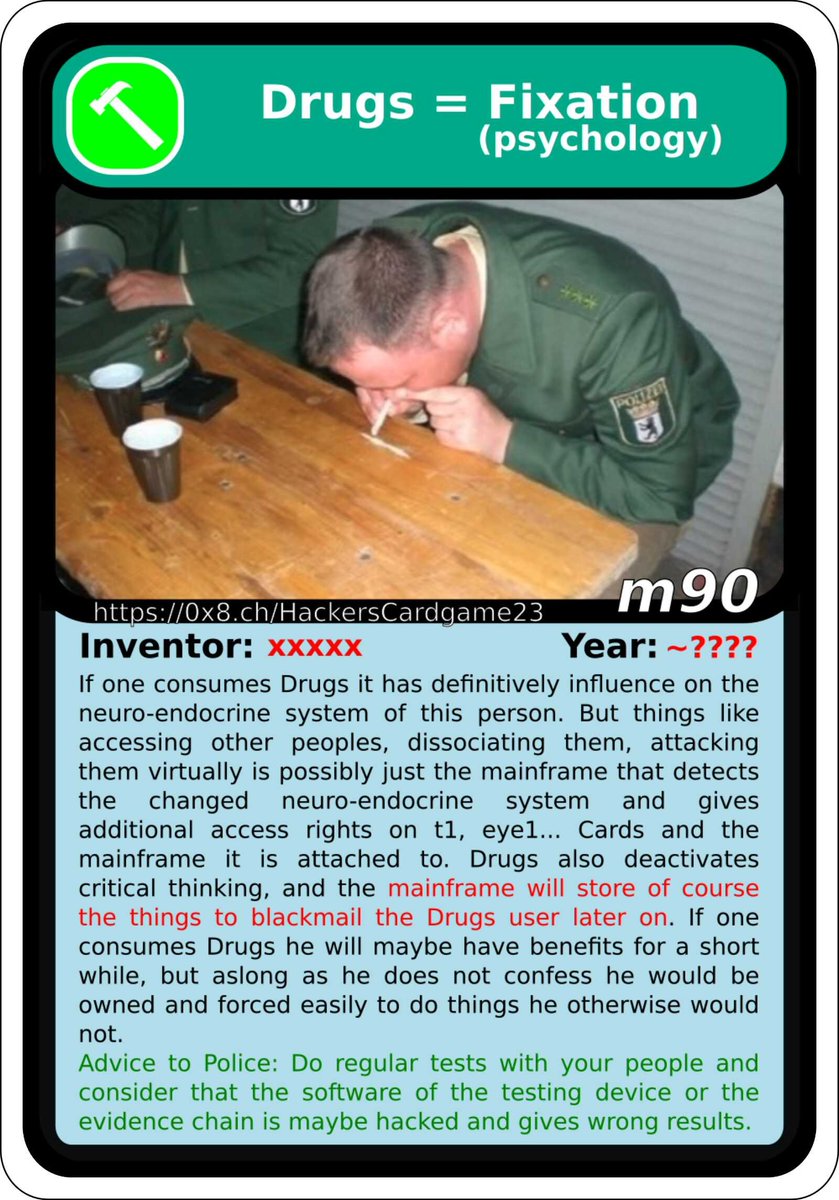 Drugs = Fixation
(psychology)
POLIZEI
m90
https://0x8.ch/HackersCardgame23
Inventor: xxxxx Year: ~????
If one consumes Drugs it has definitively influence on the
neuro-endocrine system of this person. But things like
accessing other peoples, dissociating them, attacking
them virtually is possibly just the mainframe that detects
the changed neuro-endocrine system and gives
additional access rights on t1, eye1... Cards and the
mainframe it is attached to. Drugs also deactivates
critical thinking, and the mainframe will store of course
the things to blackmail the Drugs user later on. If one
consumes Drugs he will maybe have benefits for a short
while, but aslong as he does not confess he would be
owned and forced easily to do things he otherwise would
not.
Advice to Police: Do regular tests with your people and
consider that the software of the testing device or the
evidence chain is maybe hacked and gives wrong results.